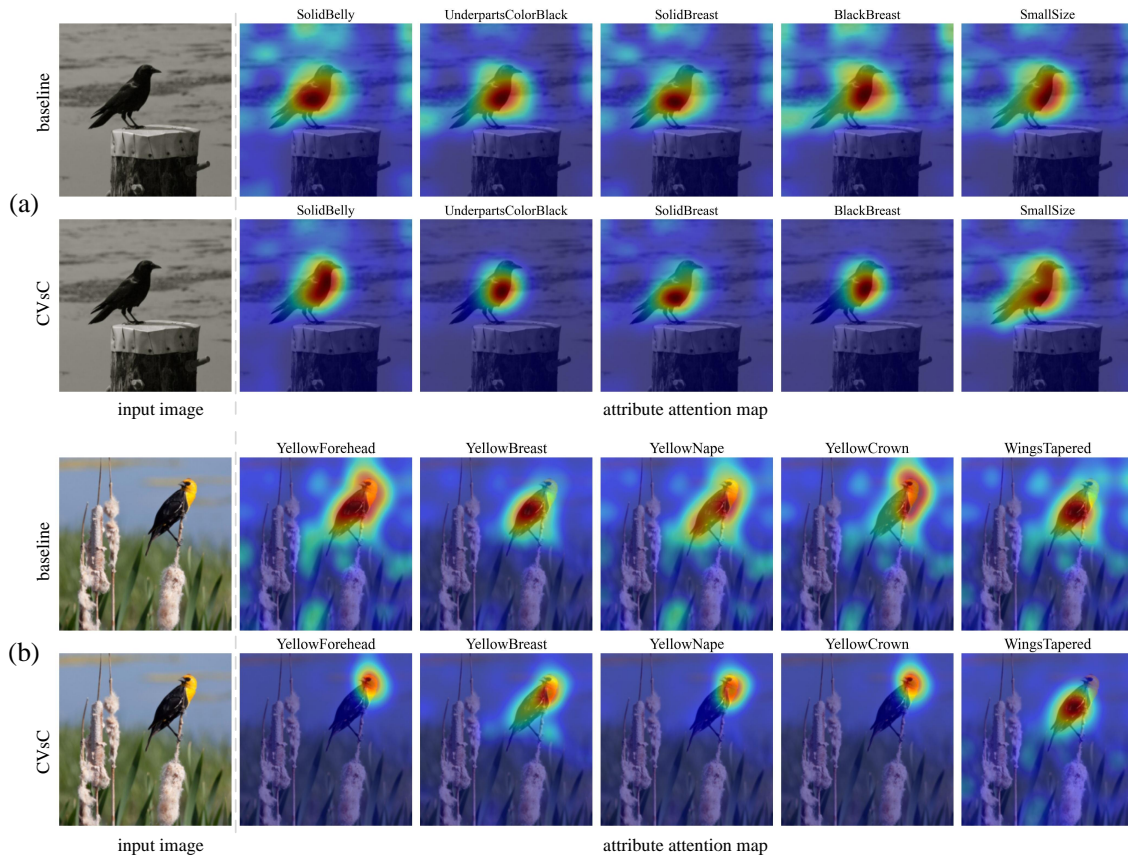 SolidBelly UnderpartsColorBlack SolidBreast BlackBreast SmallSize
baseline
(a)
SolidBelly UnderpartsColorBlack SolidBreast BlackBreast SmallSize
CVsC
input image attribute attention map
YellowForehead YellowBreast YellowNape YellowCrown WingsTapered
baseline
(b)
YellowForehead YellowBreast YellowNape YellowCrown WingsTapered
CVsC
input image attribute attention map